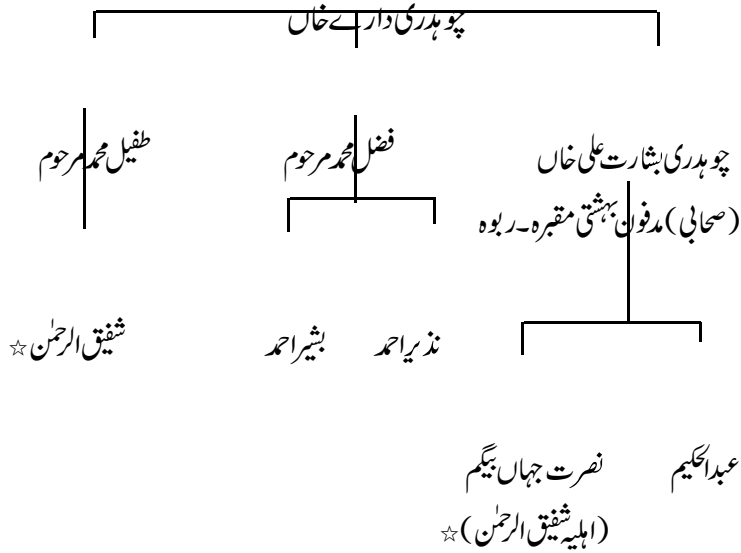 چوہدری دارے خاں
چوہدری بشارت علی خاں
فضل محمد مرحوم
طفیل محمد مرحوم
(صحابی) مدفون بہشتی مقبرہ۔ ربوہ
نذیر احمد
بشیر احمد
شفیق الرحمٰن ☆
عبدالحکیم
نصرت جہاں بیگم
(اہلیہ شفیق الرحمٰن) ☆